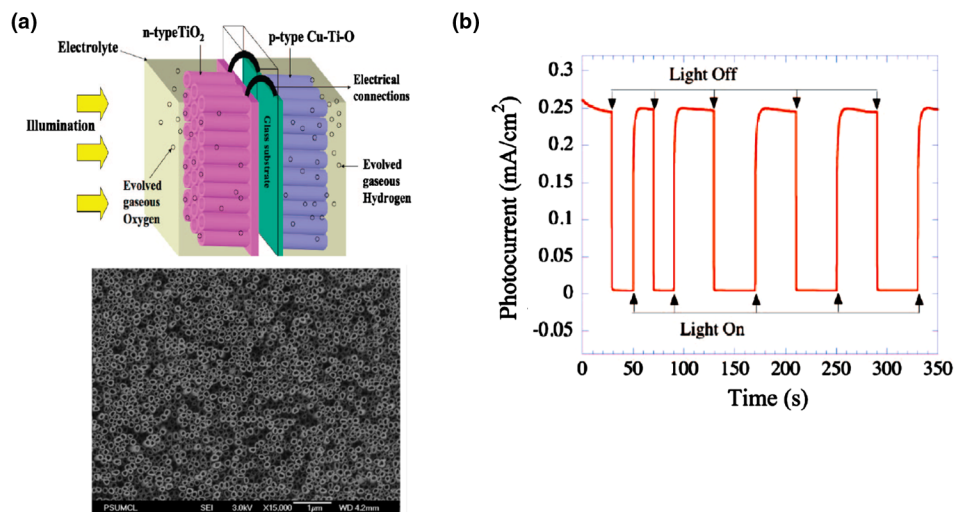 (a)
n-typeTiO2
p-type Cu-Ti-O
Electrolyte
Electrical
connections
Illumination
Glass substrate
Evolved
gaseous
Oxygen
Evolved
gaseous
Hydrogen
PSUMCL SEI 3.0kV X15,000 1μm WD 4.2mm
(b)
0.3
0.25
0.2
0.15
0.1
0.05
0
-0.05
Photocurrent (mA/cm2)
Light Off
Light On
0 50 100 150 200 250 300 350
Time (s)